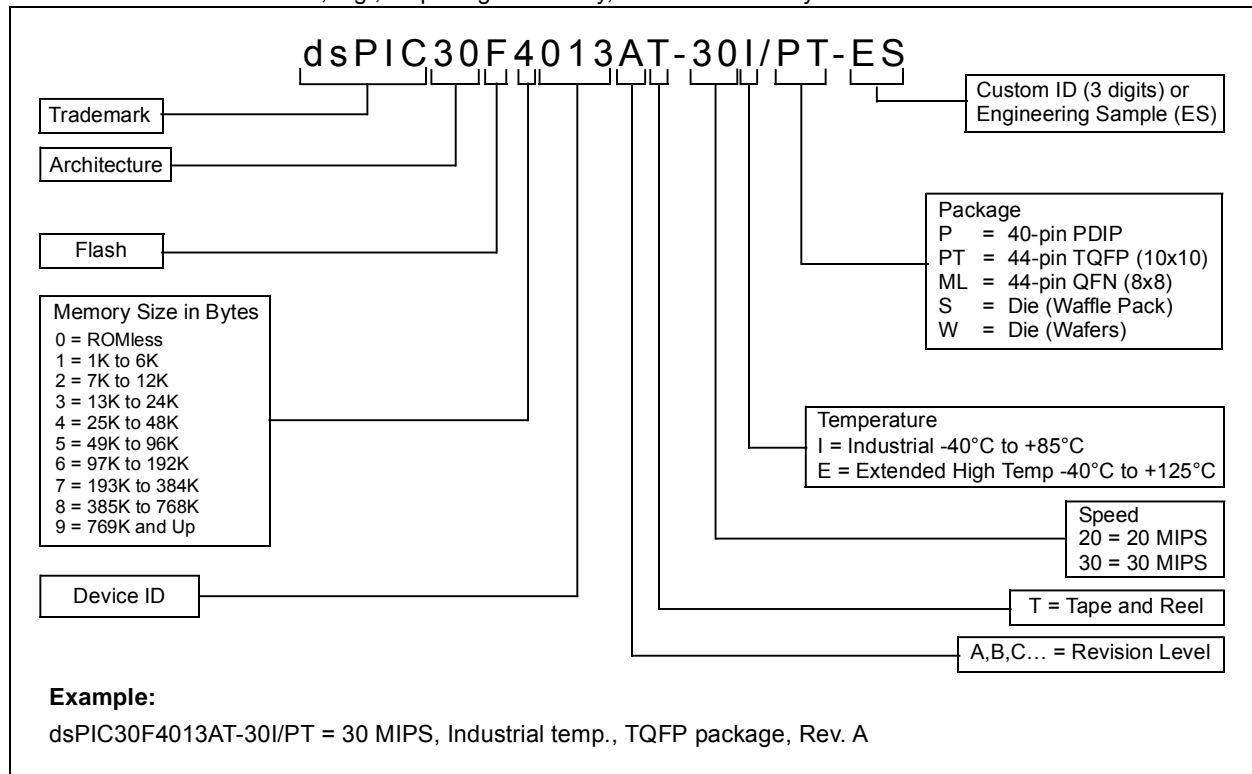 dsPIC30F4013AT-30I/PT-ES
Custom ID (3 digits) or
Engineering Sample (ES)
Trademark
Architecture
Flash
Package
P = 40-pin PDIP
PT = 44-pin TQFP (10x10)
ML = 44-pin QFN (8x8)
S = Die (Waffle Pack)
W = Die (Wafers)
Memory Size in Bytes
0 = ROMless
1 = 1K to 6K
2 = 7K to 12K
3 = 13K to 24K
4 = 25K to 48K
5 = 49K to 96K
6 = 97K to 192K
7 = 193K to 384K
8 = 385K to 768K
9 = 769K and Up
Temperature
I = Industrial -40°C to +85°C
E = Extended High Temp -40°C to +125°C
Speed
20 = 20 MIPS
30 = 30 MIPS
Device ID
T = Tape and Reel
A,B,C… = Revision Level
Example:
dsPIC30F4013AT-30I/PT = 30 MIPS, Industrial temp., TQFP package, Rev. A